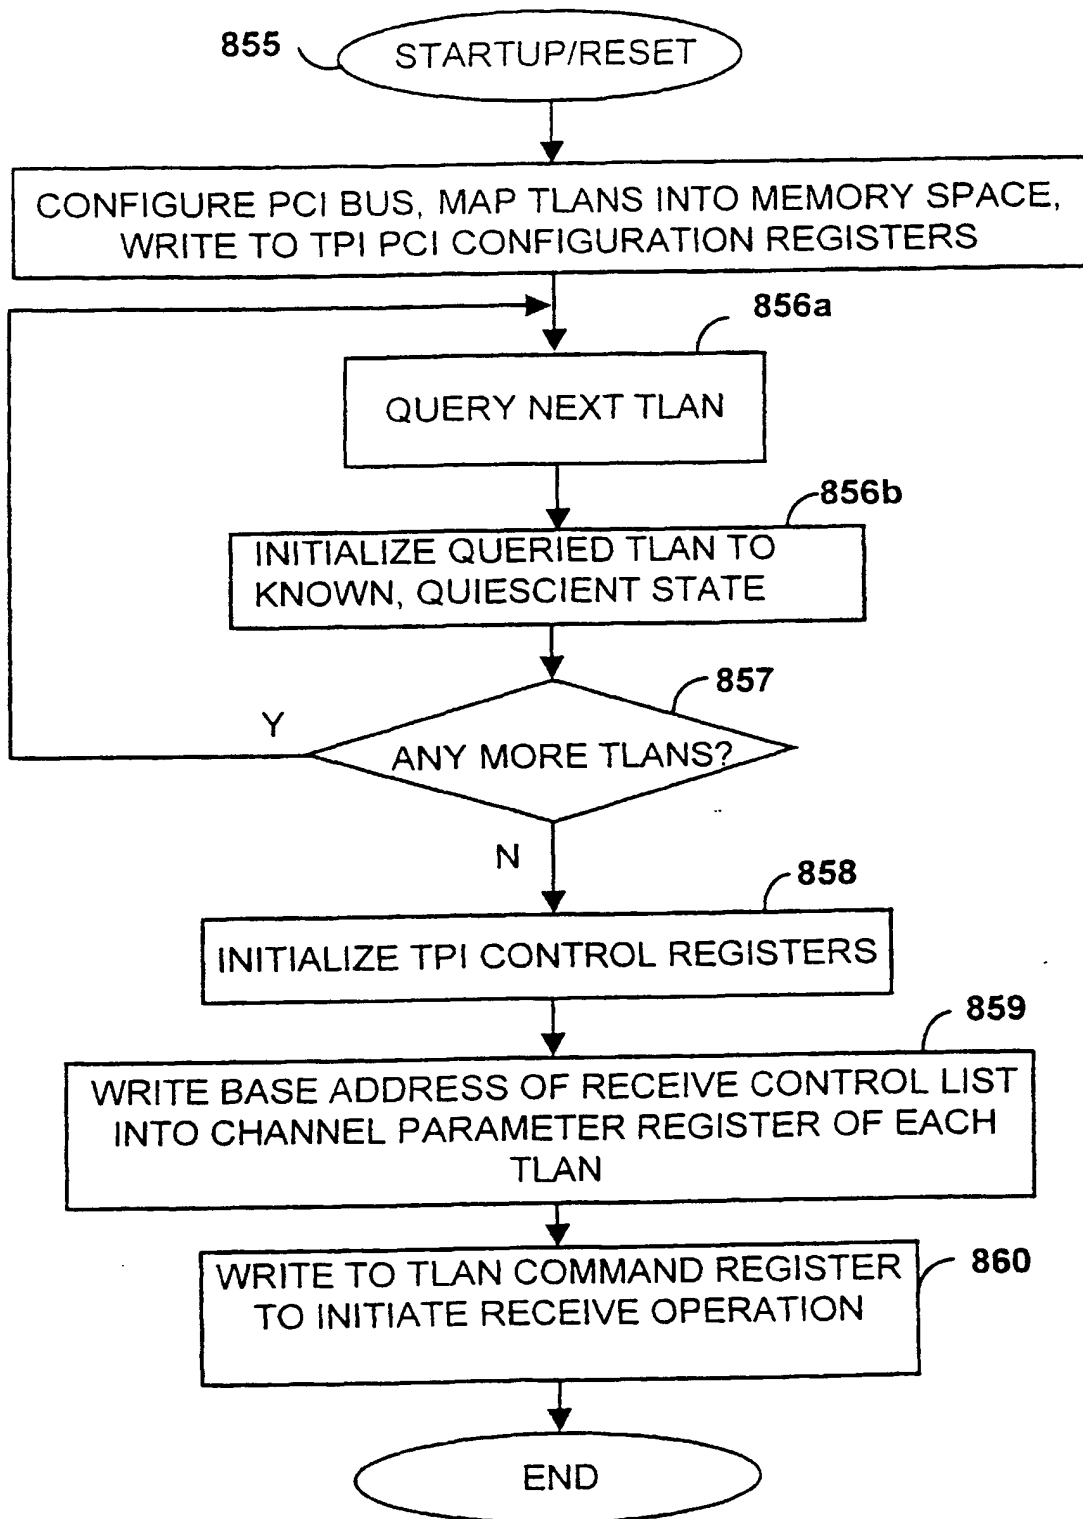 855
STARTUP/RESET
CONFIGURE PCI BUS, MAP TLANS INTO MEMORY SPACE,
WRITE TO TPI PCI CONFIGURATION REGISTERS
856a
QUERY NEXT TLAN
856b
INITIALIZE QUERIED TLAN TO
KNOWN, QUIESCIENT STATE
857
Y
ANY MORE TLANS?
N
858
INITIALIZE TPI CONTROL REGISTERS
859
WRITE BASE ADDRESS OF RECEIVE CONTROL LIST
INTO CHANNEL PARAMETER REGISTER OF EACH
TLAN
860
WRITE TO TLAN COMMAND REGISTER
TO INITIATE RECEIVE OPERATION
END